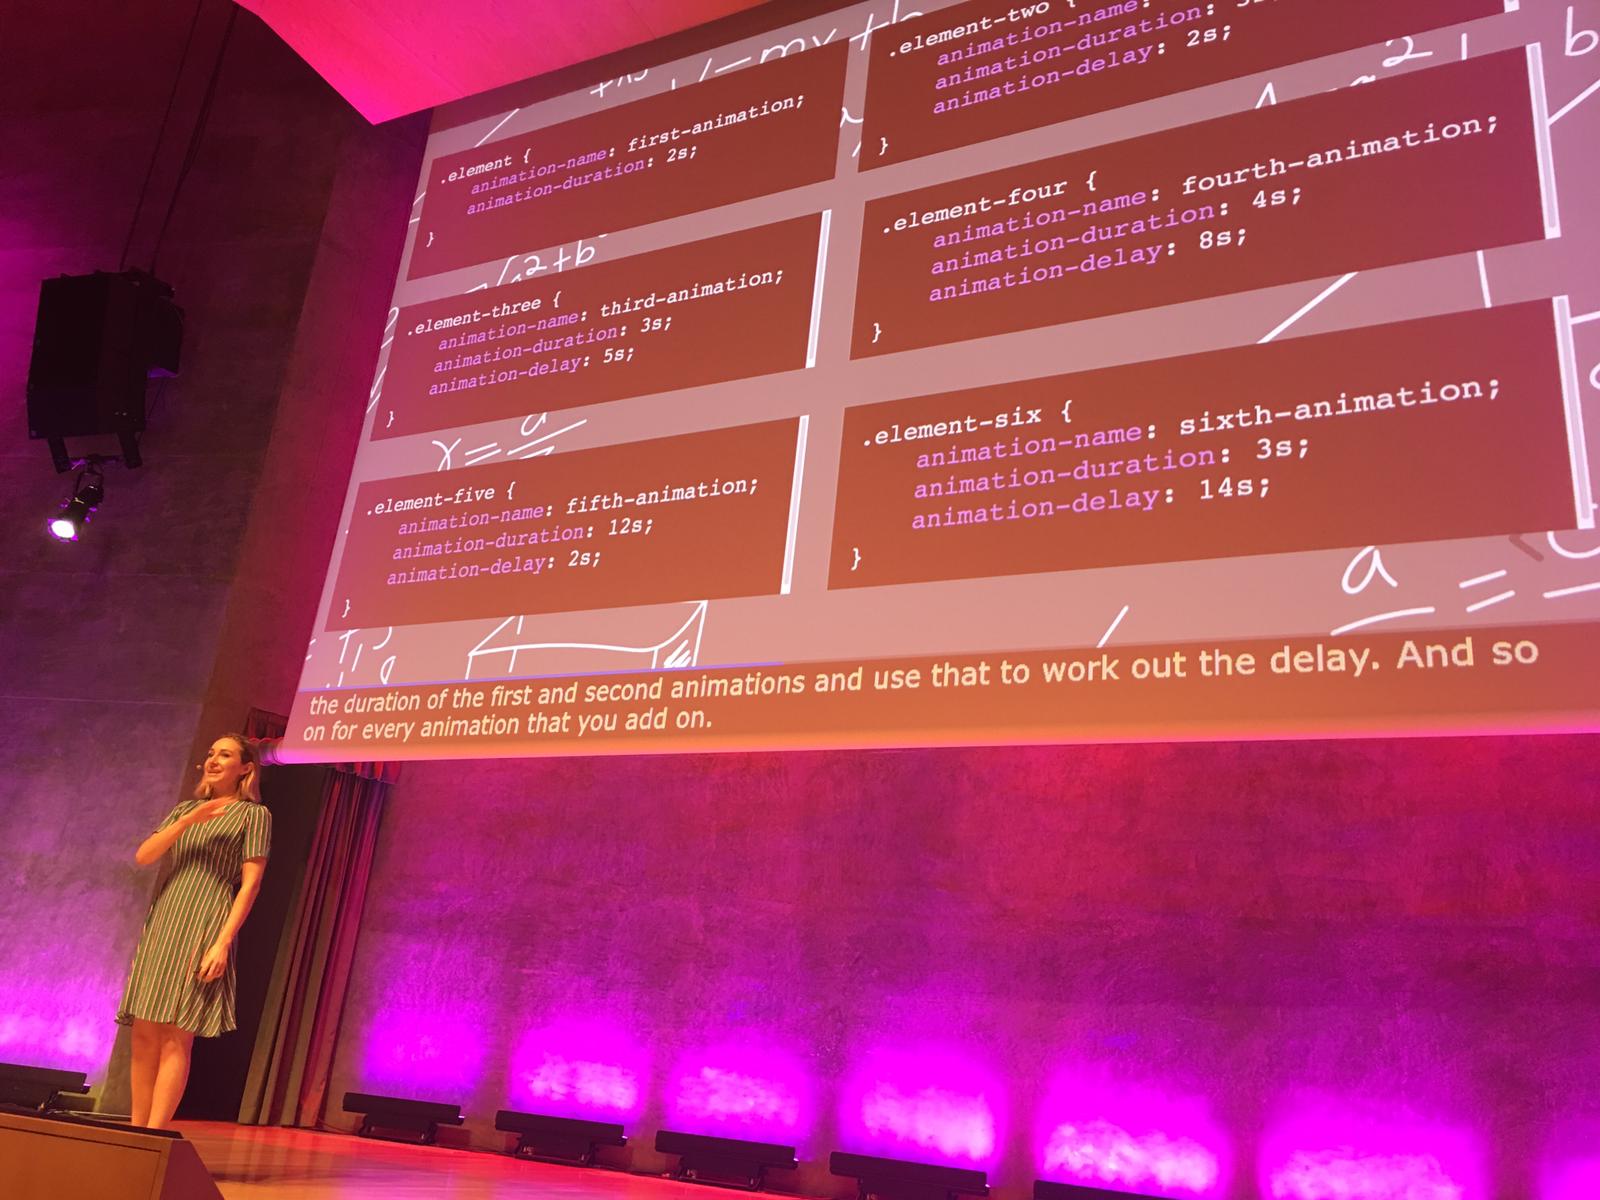 .element {
animation-name: first-animation;
animation-duration: 2s;
}
.element-two {
animation-name:
animation-duration:
animation-delay: 2s;
}
.element-three {
animation-name: third-animation;
animation-duration: 3s;
animation-delay: 5s;
}
.element-four {
animation-name: fourth-animation;
animation-duration: 4s;
animation-delay: 8s;
}
.element-five {
animation-name: fifth-animation;
animation-duration: 12s;
animation-delay: 2s;
}
.element-six {
animation-name: sixth-animation;
animation-duration: 3s;
animation-delay: 14s;
}
the duration of the first and second animations and use that to work out the delay. And so
on for every animation that you add on.